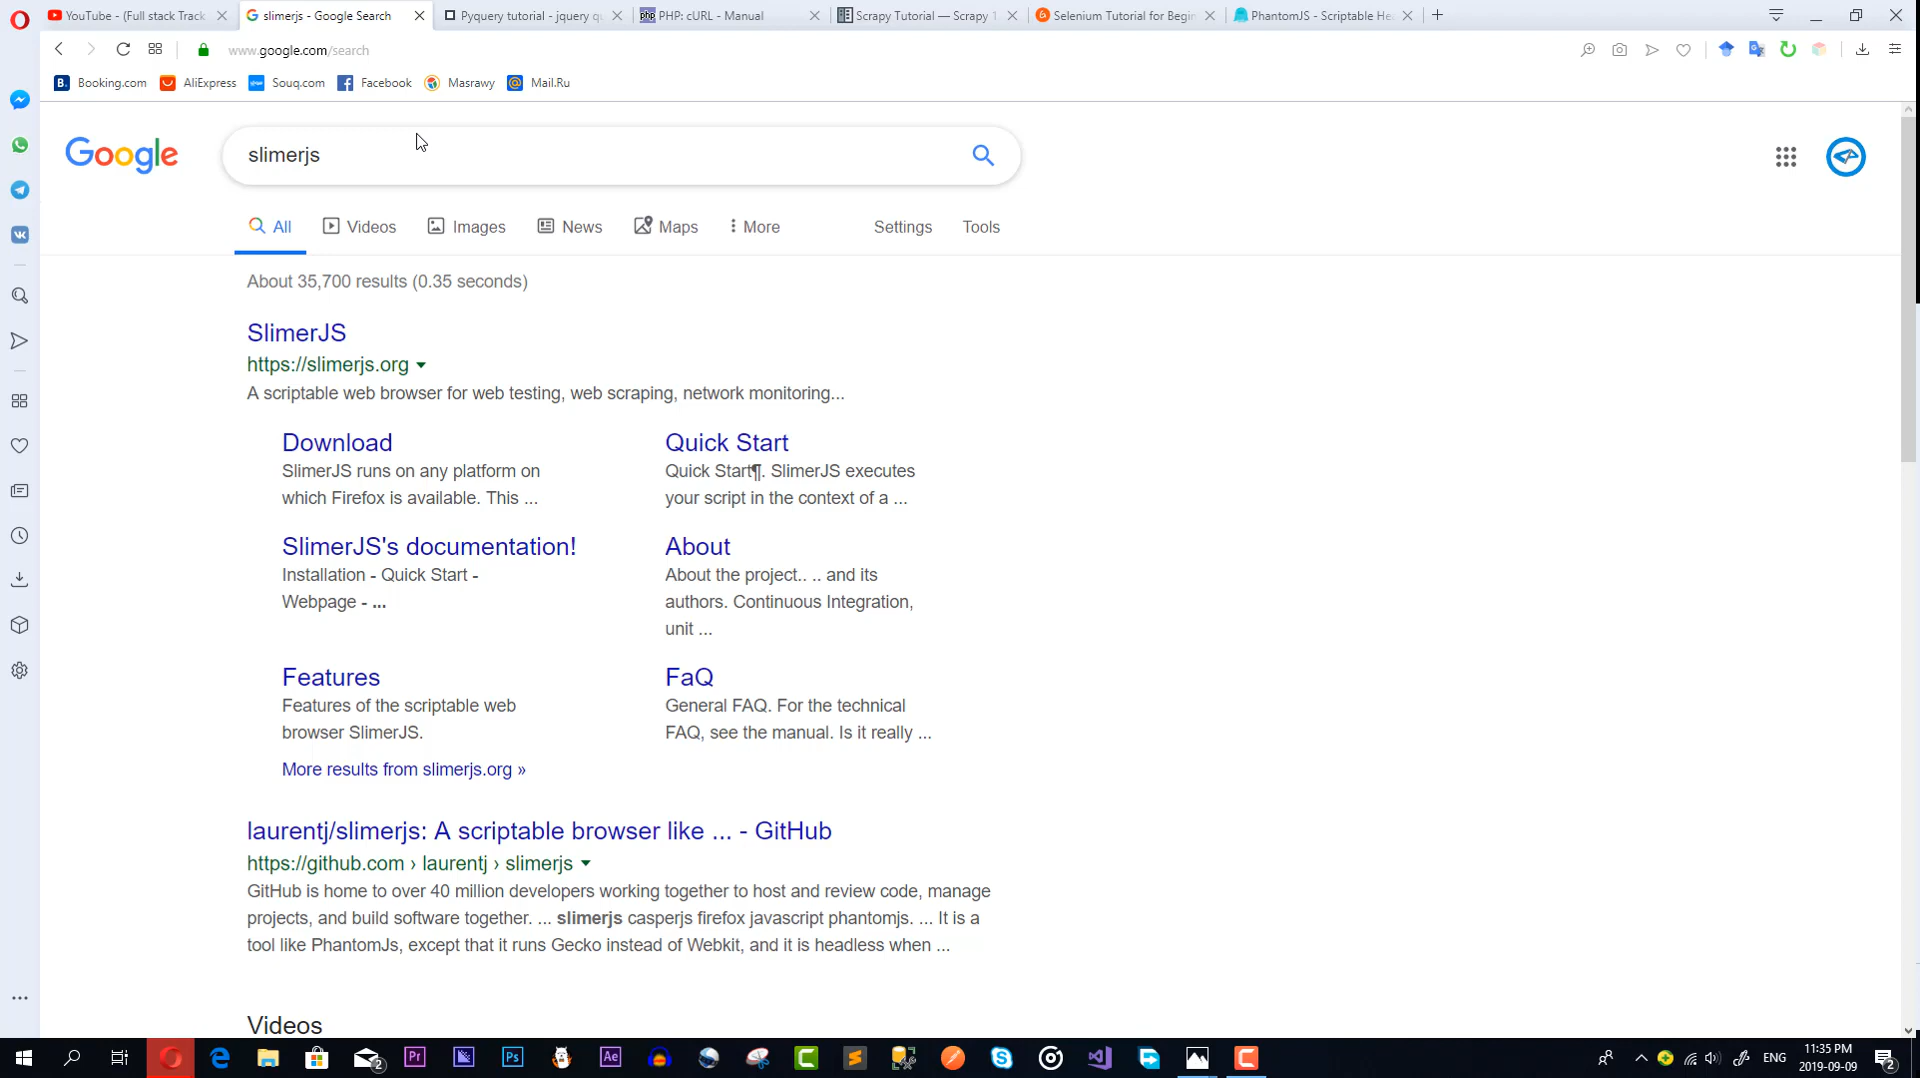 YouTube - (Full stack Track
slimerjs - Google Search
Pyquery tutorial - jquery q
PHP: cURL - Manual
Scrapy Tutorial — Scrapy 1
Selenium Tutorial for Begin
PhantomJS - Scriptable He
www.google.com/search
Booking.com
AliExpress
Souq.com
Facebook
Masrawy
Mail.Ru
Google
slimerjs
All
Videos
Images
News
Maps
More
Settings
Tools
About 35,700 results (0.35 seconds)
SlimerJS
https://slimerjs.org
A scriptable web browser for web testing, web scraping, network monitoring...
Download
SlimerJS runs on any platform on
which Firefox is available. This ...
Quick Start
Quick Start¶. SlimerJS executes
your script in the context of a ...
SlimerJS's documentation!
Installation - Quick Start -
Webpage - ...
About
About the project.. .. and its
authors. Continuous Integration,
unit ...
Features
Features of the scriptable web
browser SlimerJS.
FaQ
General FAQ. For the technical
FAQ, see the manual. Is it really ...
More results from slimerjs.org »
laurentj/slimerjs: A scriptable browser like ... - GitHub
https://github.com › laurentj › slimerjs
GitHub is home to over 40 million developers working together to host and review code, manage
projects, and build software together. ... slimerjs casperjs firefox javascript phantomjs. ... It is a
tool like PhantomJs, except that it runs Gecko instead of Webkit, and it is headless when ...
Videos
2
Pr
Ps
Ae
ENG
11:35 PM
2019-09-09
2